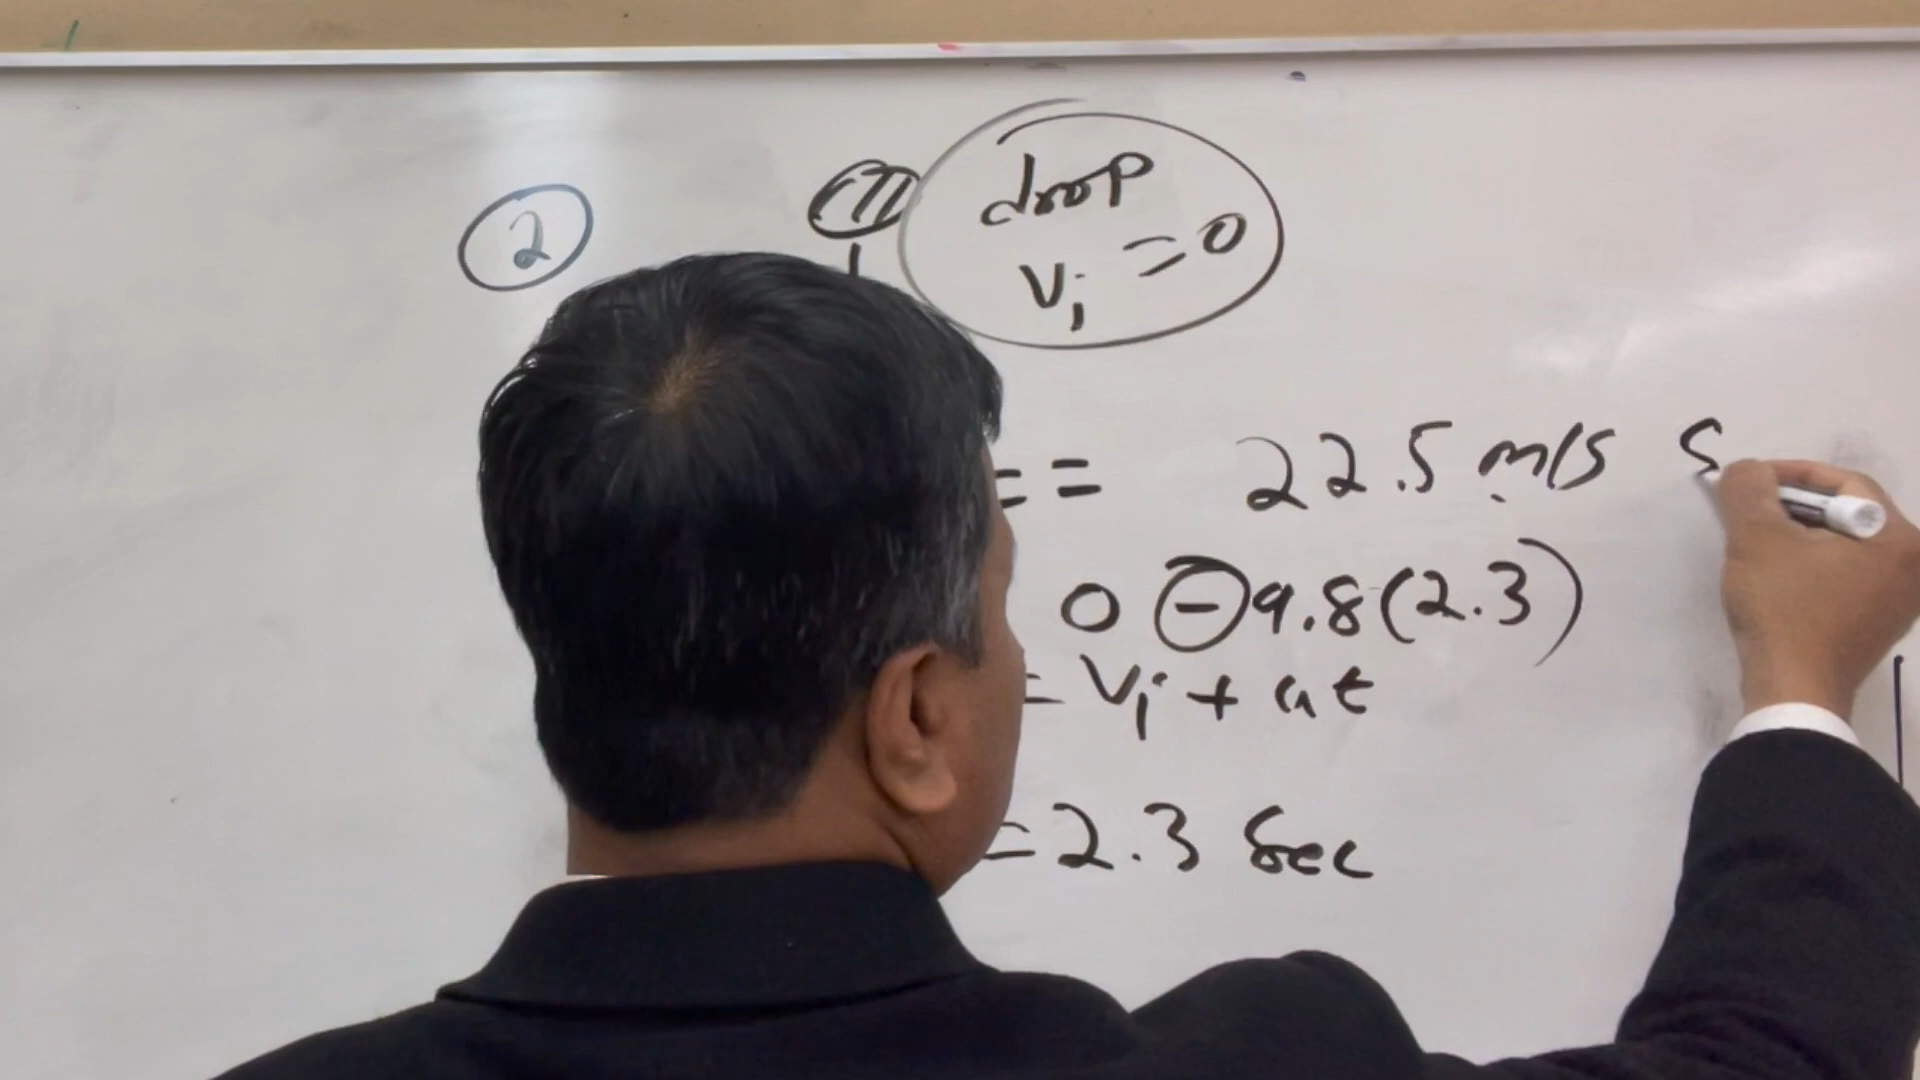 2
drop
Vi = 0
= = 22.5 m/s S
0 - 9.8(2.3)
= Vi + at
= 2.3 Sec